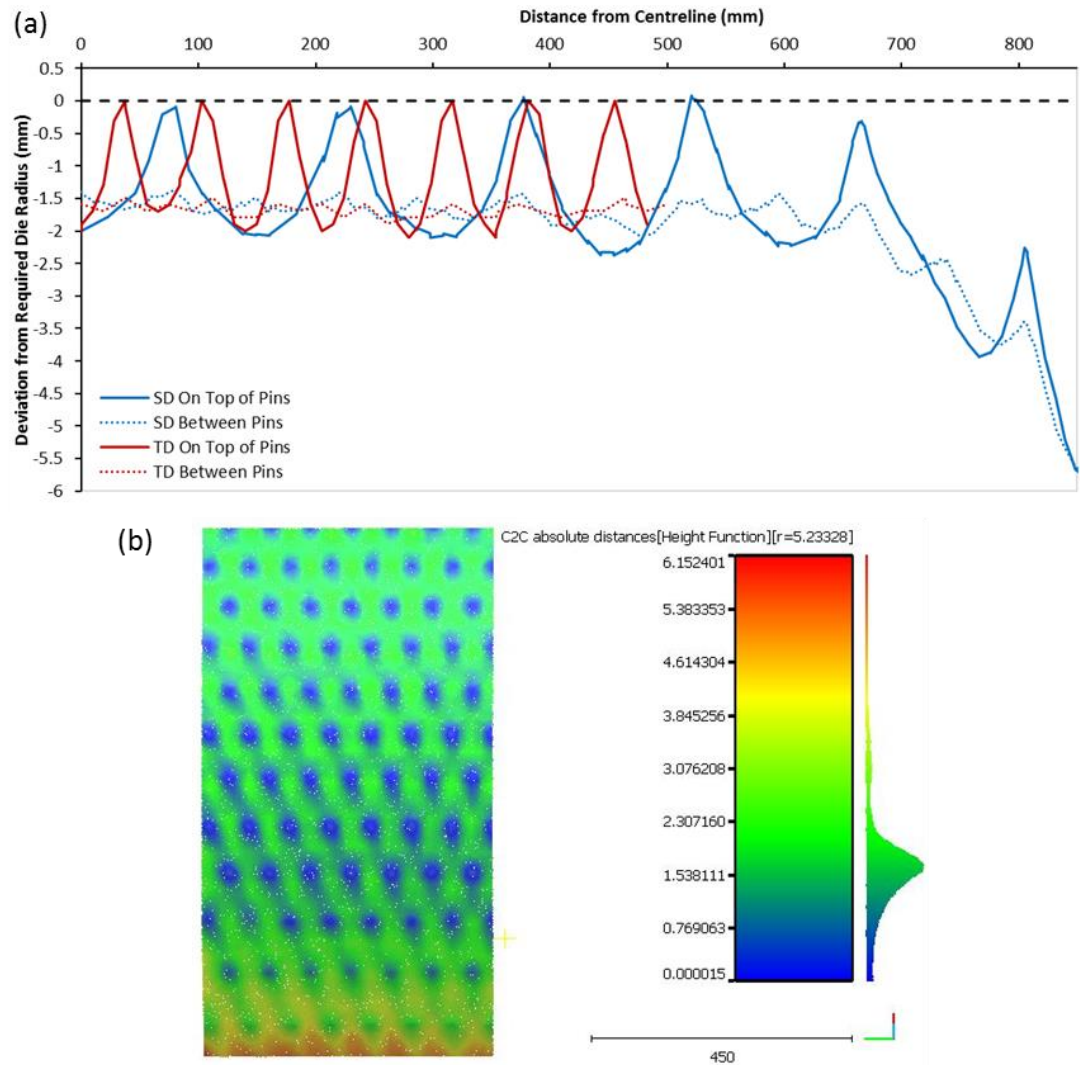 (a)
Distance from Centreline (mm)
0 100 200 300 400 500 600 700 800
Deviation from Required Die Radius (mm)
0.5
0
-0.5
-1
-1.5
-2
-2.5
-3
-3.5
-4
-4.5
-5
-5.5
-6
SD On Top of Pins
SD Between Pins
TD On Top of Pins
TD Between Pins
(b)
C2C absolute distances[Height Function][r=5.23328]
6.152401
5.383353
4.614304
3.845256
3.076208
2.307160
1.538111
0.769063
0.000015
450